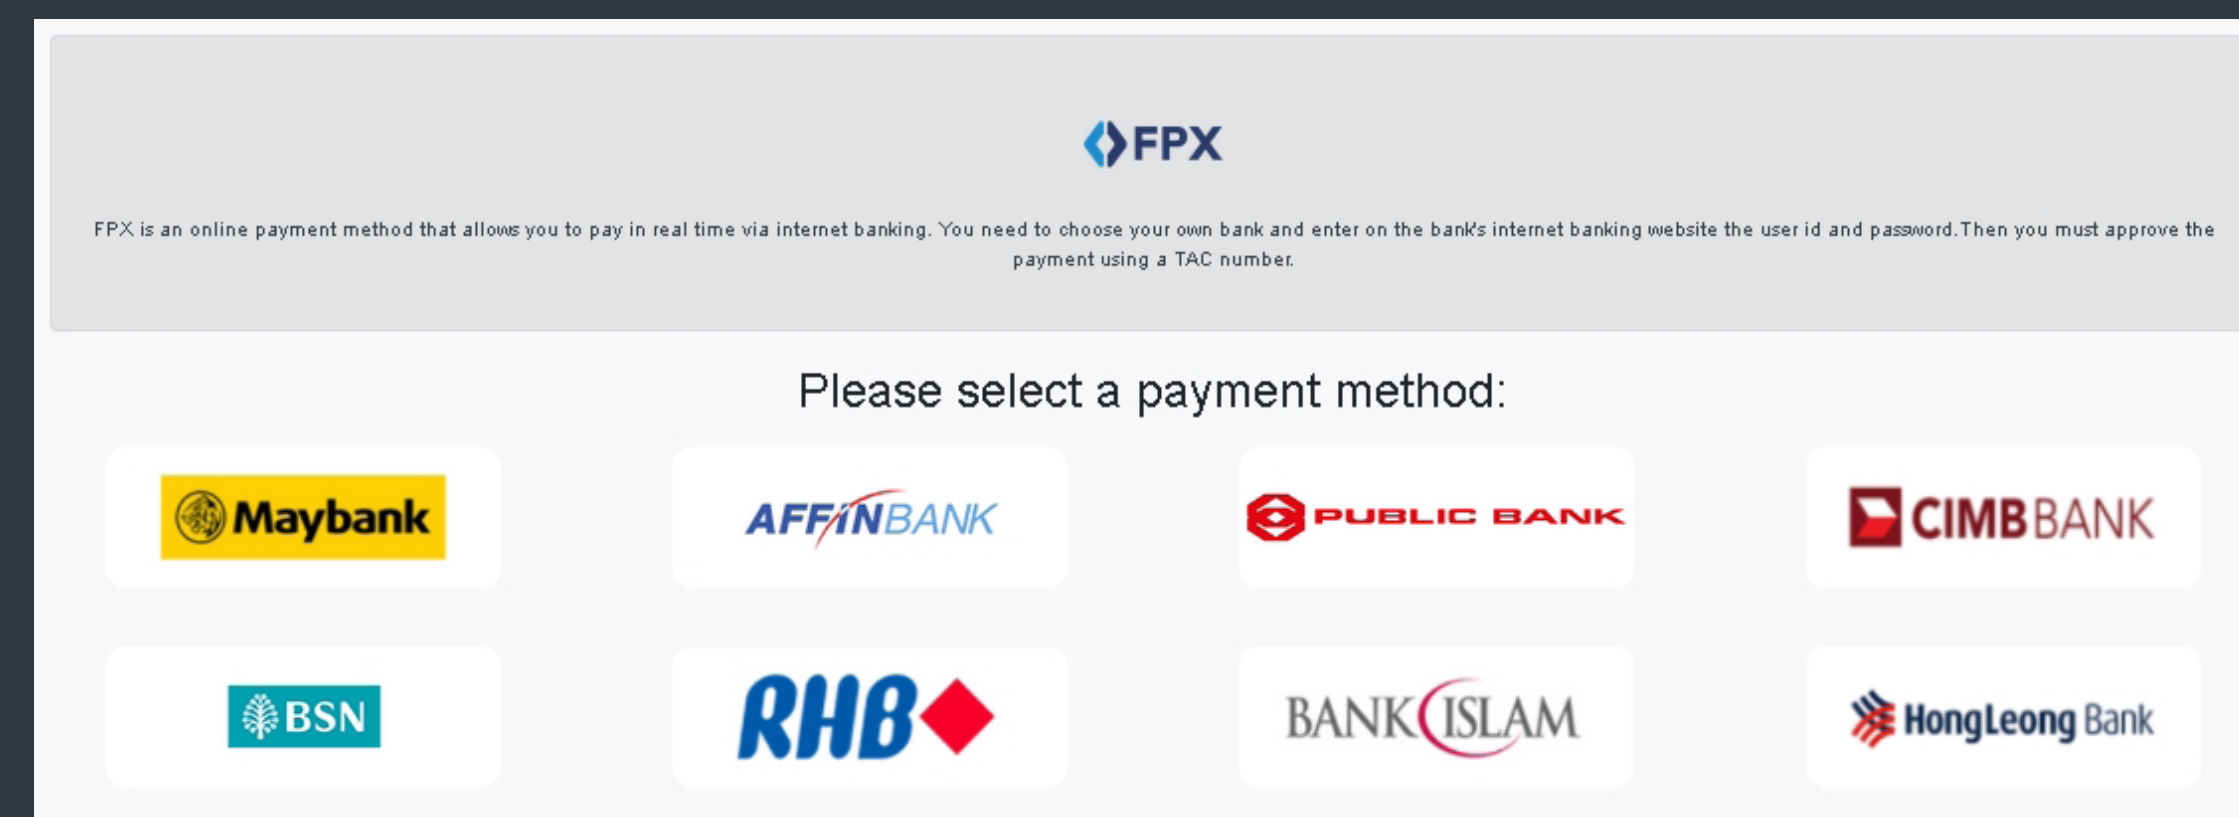 FPX
FPX is an online payment method that allows you to pay in real time via internet banking. You need to choose your own bank and enter on the bank's internet banking website the user id and password.Then you must approve the
payment using a TAC number.
Please select a payment method:
Maybank
AFFINBANK
PUBLIC BANK
CIMB BANK
BSN
RHB
BANK ISLAM
HongLeong Bank